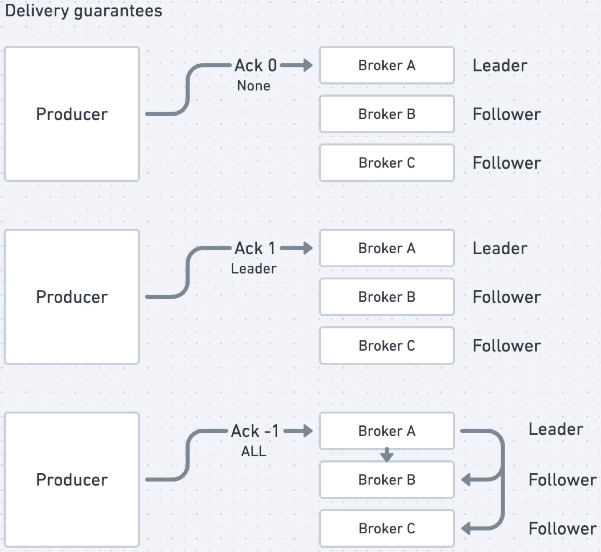 Delivery guarantees
Producer
Ack 0
None
Broker A
Leader
Broker B
Follower
Broker C
Follower
Producer
Ack 1
Leader
Broker A
Leader
Broker B
Follower
Broker C
Follower
Producer
Ack -1
ALL
Broker A
Leader
Broker B
Follower
Broker C
Follower